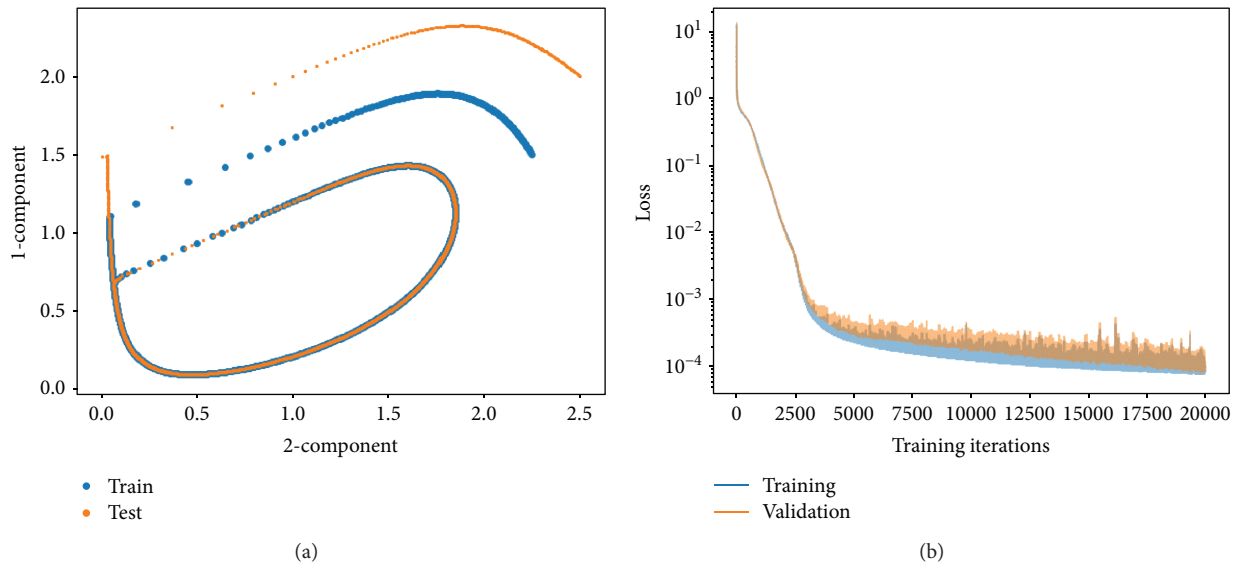 2.0
1.5
1.0
0.5
0.0
1-component
0.0 0.5 1.0 1.5 2.0 2.5
2-component
Train
Test
(a)
10¹
10⁰
10⁻¹
10⁻²
10⁻³
10⁻⁴
Loss
0 2500 5000 7500 10000 12500 15000 17500 20000
Training iterations
Training
Validation
(b)